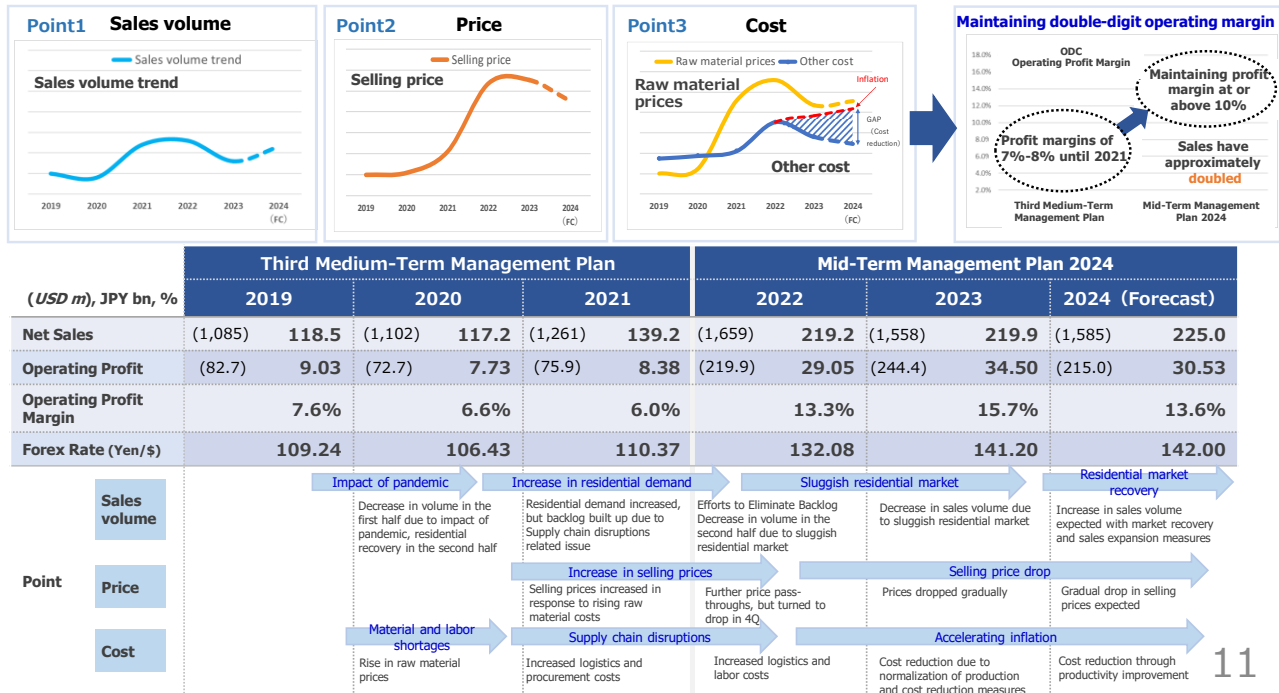 Point1 Sales volume
Sales volume trend
Sales volume trend
2019 2020 2021 2022 2023 2024
(FC)
Point2 Price
Selling price
Selling price
2019 2020 2021 2022 2023 2024
(FC)
Point3 Cost
Raw material prices Other cost
Raw material
prices
Inflation
GAP
(Cost
reduction)
Other cost
2019 2020 2021 2022 2023 2024
(FC)
Maintaining double-digit operating margin
18.0%
16.0%
14.0%
12.0%
10.0%
8.0%
6.0%
4.0%
2.0%
ODC
Operating Profit Margin
Maintaining profit
margin at or
above 10%
Profit margins of
7%-8% until 2021
Sales have
approximately
doubled
Third Medium-Term
Management Plan
Mid-Term Management
Plan 2024
Third Medium-Term Management Plan Mid-Term Management Plan 2024
(USD m), JPY bn, % 2019 2020 2021 2022 2023 2024 (Forecast)
Net Sales (1,085) 118.5 (1,102) 117.2 (1,261) 139.2 (1,659) 219.2 (1,558) 219.9 (1,585) 225.0
Operating Profit (82.7) 9.03 (72.7) 7.73 (75.9) 8.38 (219.9) 29.05 (244.4) 34.50 (215.0) 30.53
Operating Profit
Margin 7.6% 6.6% 6.0% 13.3% 15.7% 13.6%
Forex Rate (Yen/$) 109.24 106.43 110.37 132.08 141.20 142.00
Point
Sales
volume
Impact of pandemic
Decrease in volume in the
first half due to impact of
pandemic, residential
recovery in the second half
Increase in residential demand
Residential demand increased,
but backlog built up due to
Supply chain disruptions
related issue
Sluggish residential market
Efforts to Eliminate Backlog
Decrease in volume in the
second half due to sluggish
residential market
Decrease in sales volume due
to sluggish residential market
Residential market
recovery
Increase in sales volume
expected with market recovery
and sales expansion measures
Price
Increase in selling prices
Selling prices increased in
response to rising raw
material costs
Further price pass-
throughs, but turned to
drop in 4Q
Selling price drop
Prices dropped gradually
Gradual drop in selling
prices expected
Cost
Material and labor
shortages
Rise in raw material
prices
Supply chain disruptions
Increased logistics and
procurement costs
Increased logistics and
labor costs
Accelerating inflation
Cost reduction due to
normalization of production
and cost reduction measures
Cost reduction through
productivity improvement
11